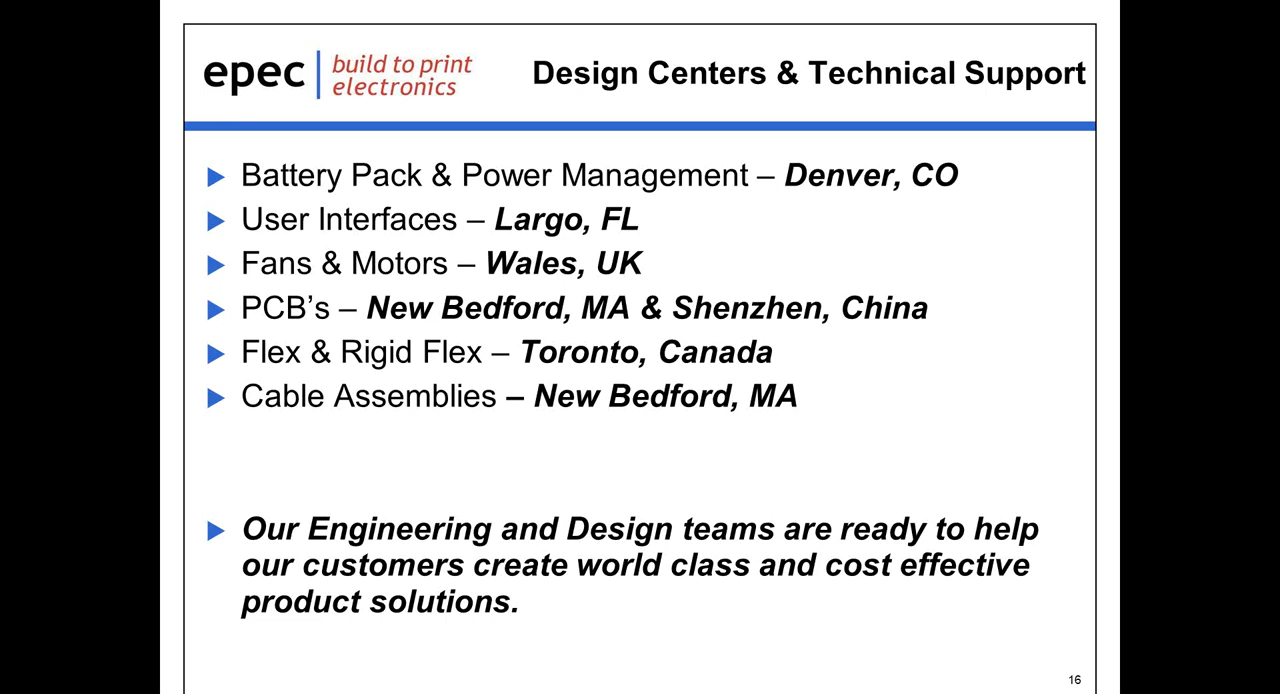 epec
build to print
electronics
Design Centers & Technical Support
Battery Pack & Power Management – Denver, CO
User Interfaces – Largo, FL
Fans & Motors – Wales, UK
PCB’s – New Bedford, MA & Shenzhen, China
Flex & Rigid Flex – Toronto, Canada
Cable Assemblies – New Bedford, MA
Our Engineering and Design teams are ready to help
our customers create world class and cost effective
product solutions.
16